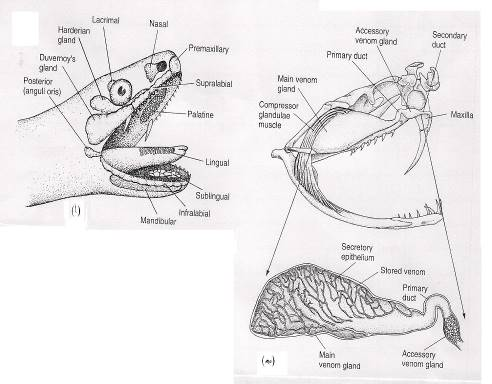 Lacrimal
Nasal
Harderian
gland
Premaxillary
Duvernoy's
gland
Posterior
(anguli oris)
Supralabial
Palatine
Lingual
Sublingual
Infralabial
Mandibular
Accessory
venom gland
Secondary
duct
Primary duct
Main venom
gland
Compressor
glandulae
muscle
Maxilla
Secretory
epithelium
Stored venom
Primary
duct
Main
venom gland
Accessory
venom gland